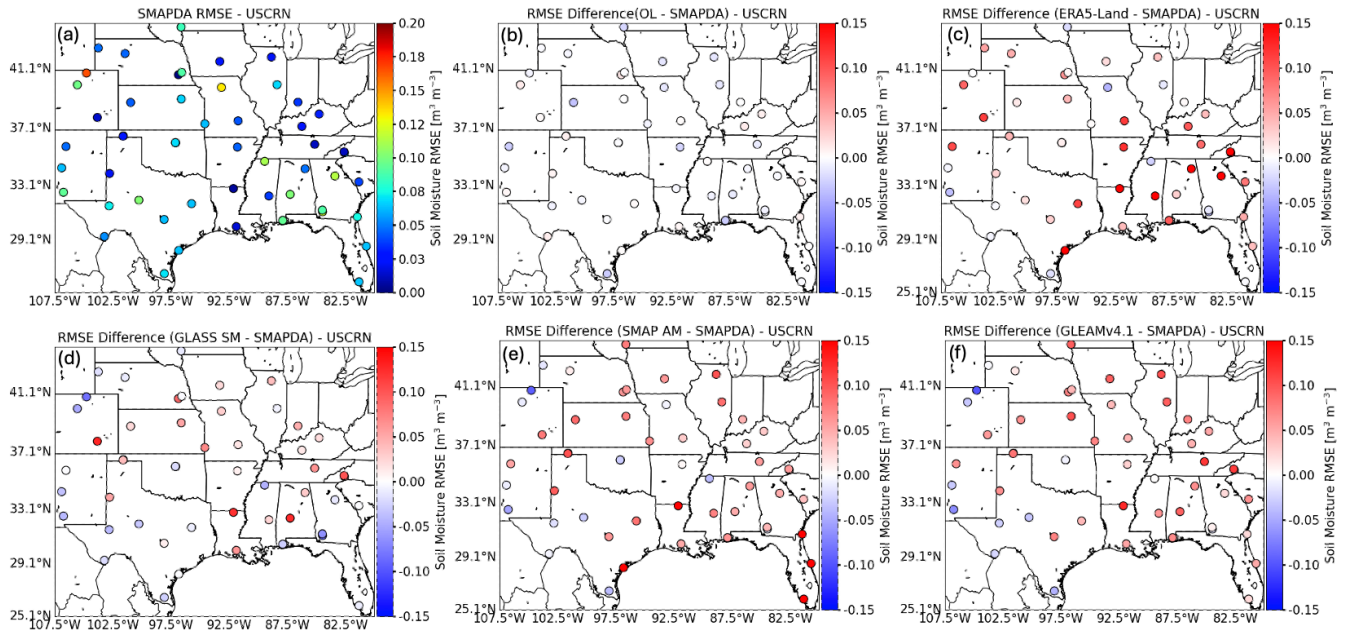 SMAPDA RMSE - USCRN
(a)
41.1°N
37.1°N
33.1°N
29.1°N
107.5°W 102.5°W 97.5°W 92.5°W 87.5°W 82.5°W
0.20
0.18
0.15
0.12
0.10
0.08
0.05
0.03
0.00
Soil Moisture RMSE [m³ m⁻³]
RMSE Difference(OL - SMAPDA) - USCRN
(b)
41.1°N
37.1°N
33.1°N
29.1°N
107.5°W 102.5°W 97.5°W 92.5°W 87.5°W 82.5°W
0.15
0.10
0.05
0.00
-0.05
-0.10
-0.15
Soil Moisture RMSE [m³ m⁻³]
RMSE Difference (ERA5-Land - SMAPDA) - USCRN
(c)
41.1°N
37.1°N
33.1°N
29.1°N
25.1°N
107.5°W 102.5°W 97.5°W 92.5°W 87.5°W 82.5°W
0.15
0.10
0.05
0.00
-0.05
-0.10
-0.15
Soil Moisture RMSE [m³ m⁻³]
RMSE Difference (GLASS SM - SMAPDA) - USCRN
(d)
41.1°N
37.1°N
33.1°N
29.1°N
25.1°N
107.5°W 102.5°W 97.5°W 92.5°W 87.5°W 82.5°W
0.15
0.10
0.05
0.00
-0.05
-0.10
-0.15
Soil Moisture RMSE [m³ m⁻³]
RMSE Difference (SMAP AM - SMAPDA) - USCRN
(e)
41.1°N
37.1°N
33.1°N
29.1°N
25.1°N
107.5°W 102.5°W 97.5°W 92.5°W 87.5°W 82.5°W
0.15
0.10
0.05
0.00
-0.05
-0.10
-0.15
Soil Moisture RMSE [m³ m⁻³]
RMSE Difference (GLEAMv4.1 - SMAPDA) - USCRN
(f)
41.1°N
37.1°N
33.1°N
29.1°N
25.1°N
107.5°W 102.5°W 97.5°W 92.5°W 87.5°W 82.5°W
0.15
0.10
0.05
0.00
-0.05
-0.10
-0.15
Soil Moisture RMSE [m³ m⁻³]